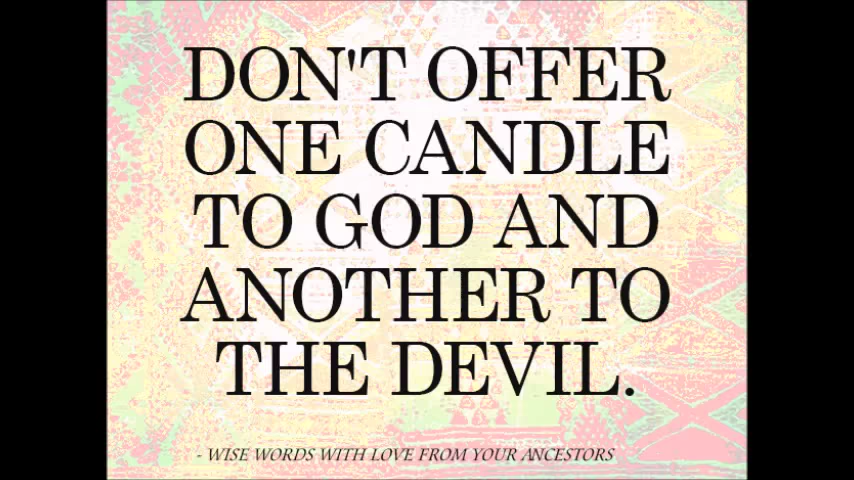 DON'T OFFER
ONE CANDLE
TO GOD AND
ANOTHER TO
THE DEVIL.
- WISE WORDS WITH LOVE FROM YOUR ANCESTORS